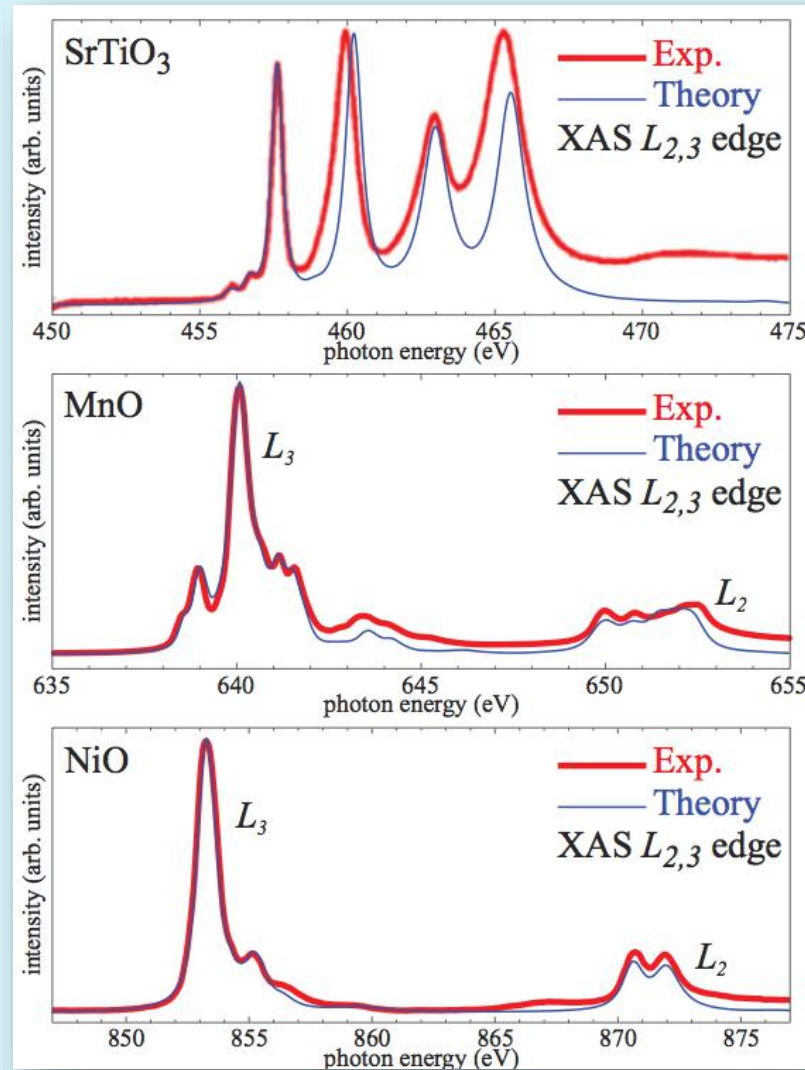 SrTiO₃
Exp.
Theory
XAS L₂,₃ edge
intensity (arb. units)
450 455 460 465 470 475
photon energy (eV)
MnO
L₃
Exp.
Theory
XAS L₂,₃ edge
L₂
intensity (arb. units)
635 640 645 650 655
photon energy (eV)
NiO
L₃
Exp.
Theory
XAS L₂,₃ edge
L₂
intensity (arb. units)
850 855 860 865 870 875
photon energy (eV)